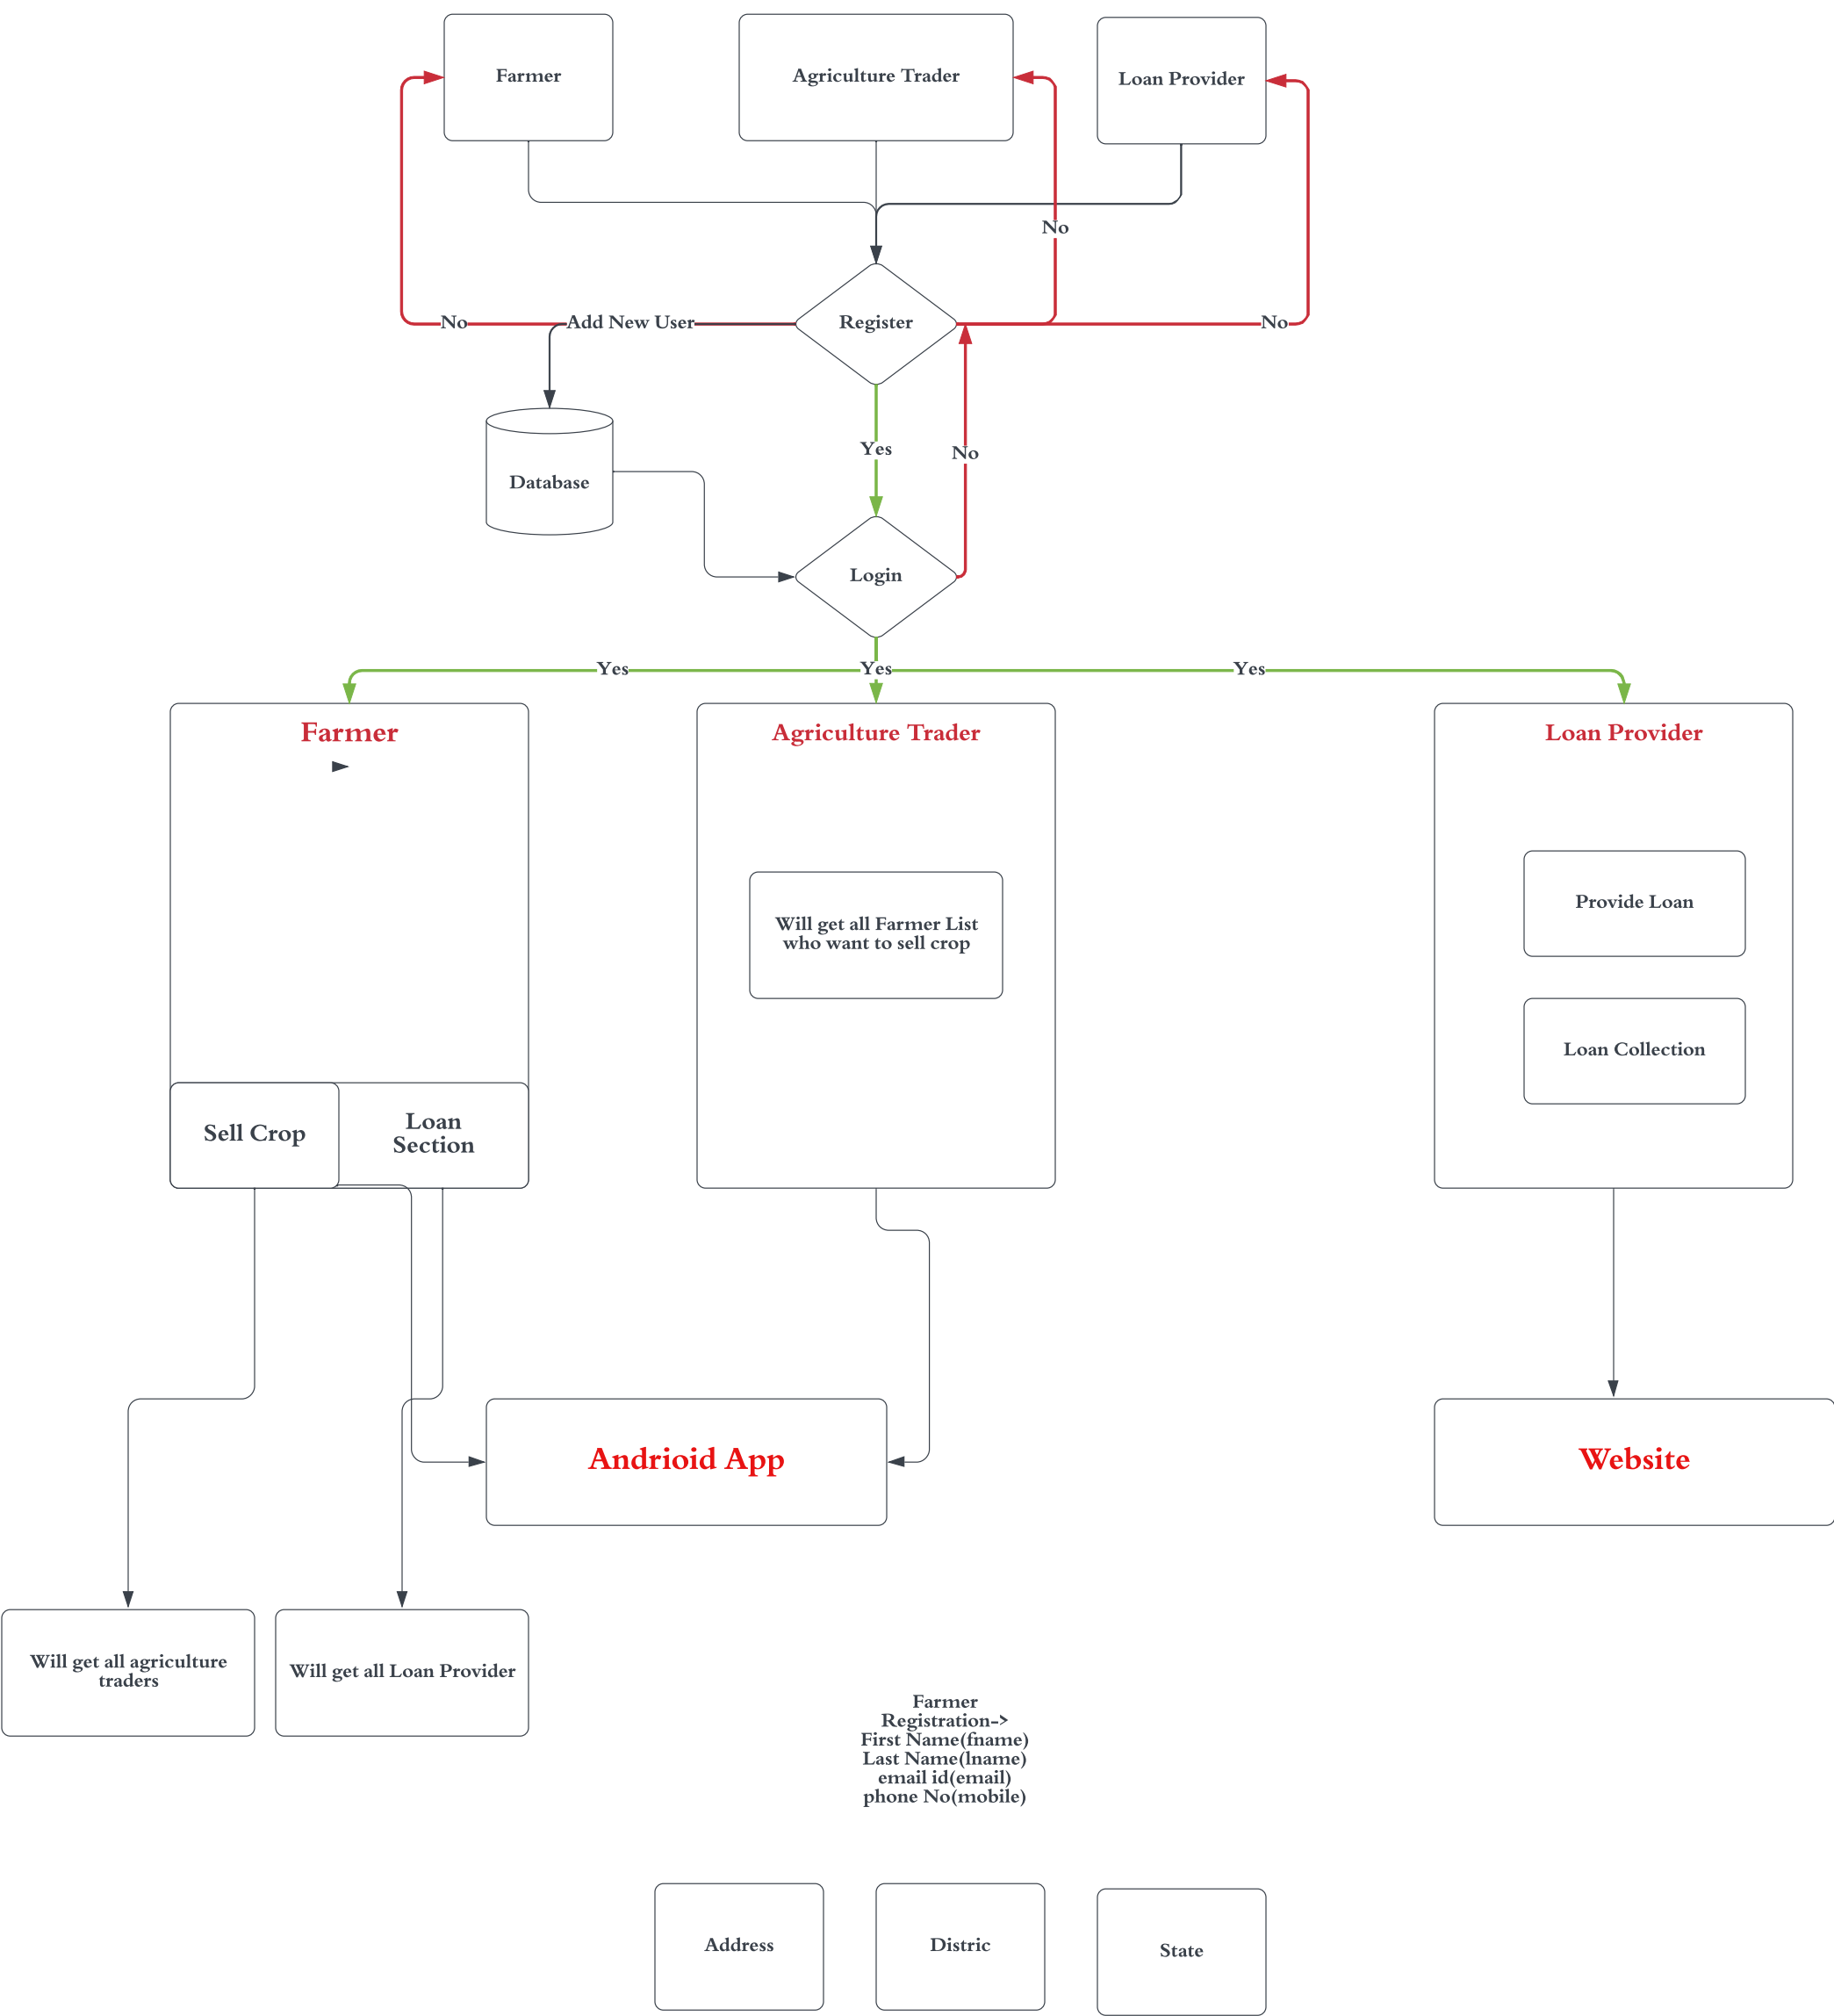 Farmer
Agriculture Trader
Loan Provider
No
No
Add New User
Register
No
Yes
No
Database
Login
Yes
Yes
Yes
Farmer
Agriculture Trader
Loan Provider
Will get all Farmer List
who want to sell crop
Provide Loan
Loan Collection
Sell Crop
Loan
Section
Andrioid App
Website
Will get all agriculture
traders
Will get all Loan Provider
Farmer
Registration->
First Name(fname)
Last Name(lname)
email id(email)
phone No(mobile)
Address
Distric
State